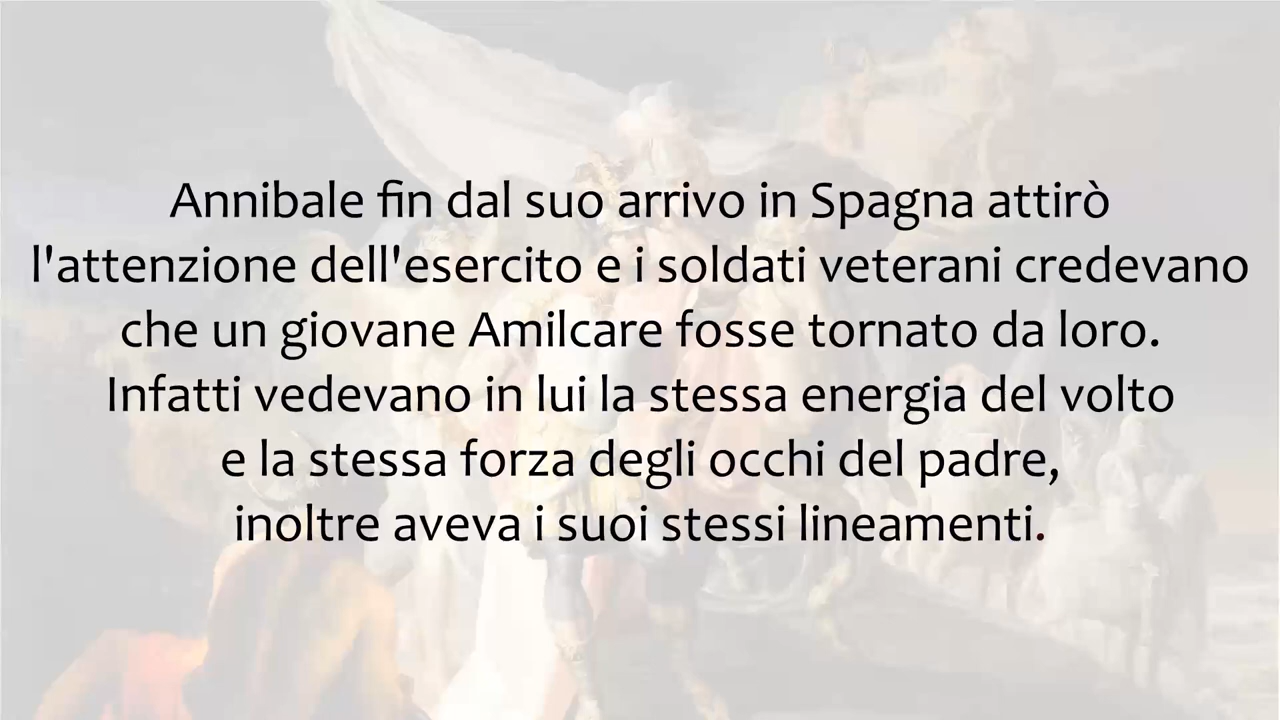 Annibale fin dal suo arrivo in Spagna attirò
l'attenzione dell'esercito e i soldati veterani credevano
che un giovane Amilcare fosse tornato da loro.
Infatti vedevano in lui la stessa energia del volto
e la stessa forza degli occhi del padre,
inoltre aveva i suoi stessi lineamenti.